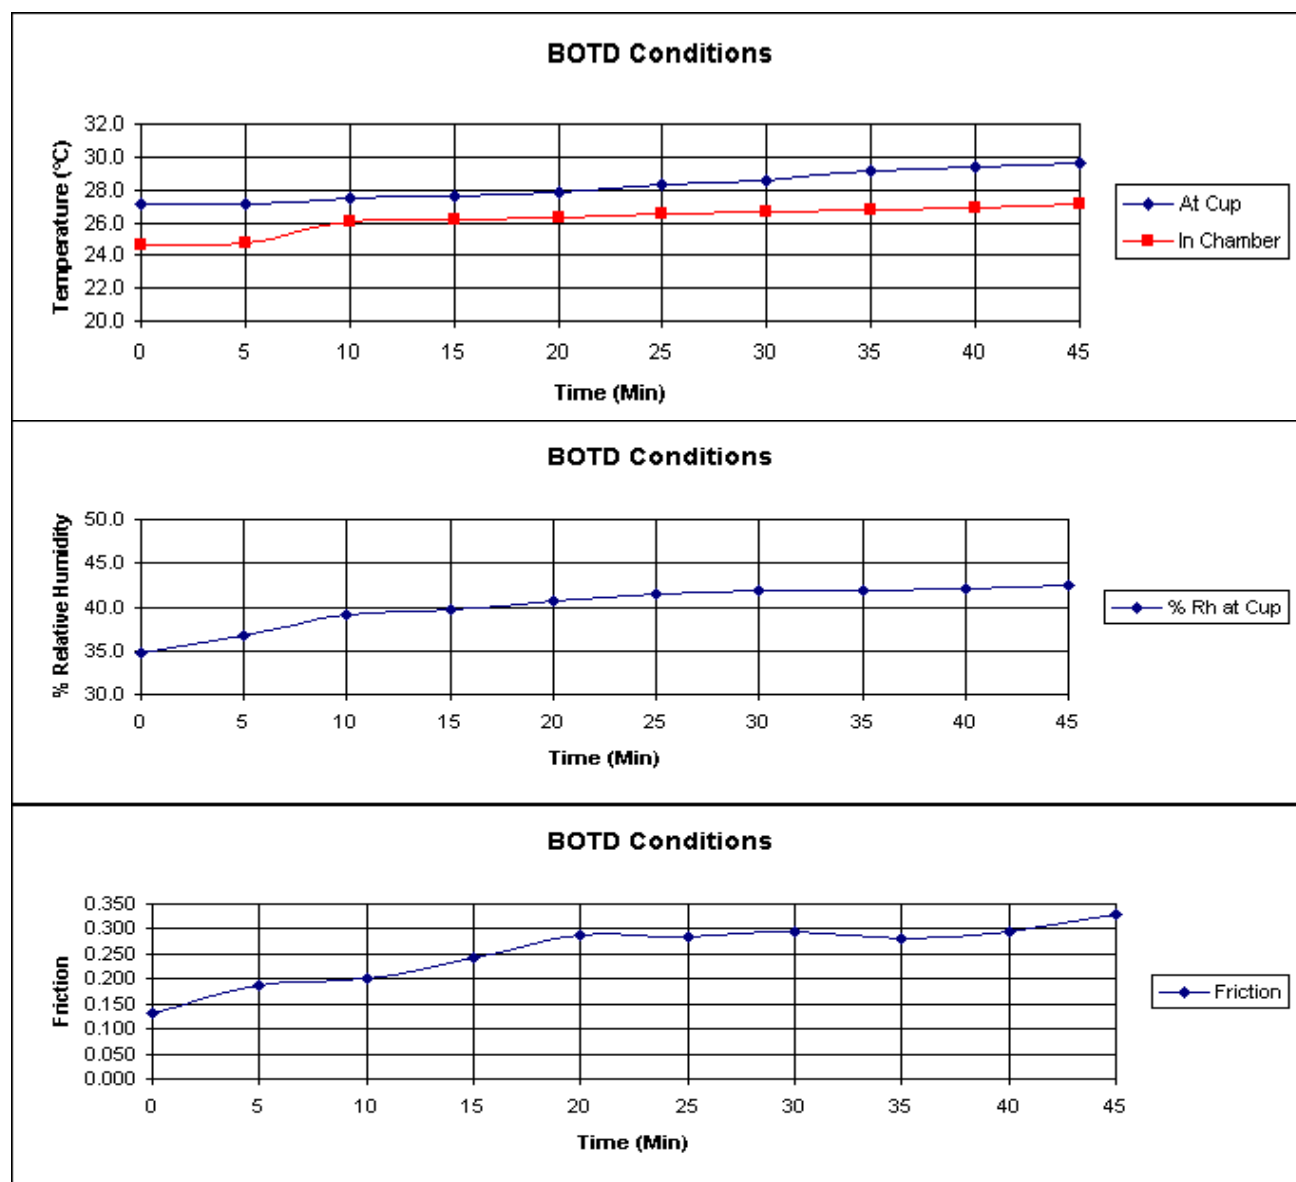 BOTD Conditions
Temperature (°C)
32.0
30.0
28.0
26.0
24.0
22.0
20.0
0 5 10 15 20 25 30 35 40 45
Time (Min)
At Cup
In Chamber
BOTD Conditions
% Relative Humidity
50.0
45.0
40.0
35.0
30.0
0 5 10 15 20 25 30 35 40 45
Time (Min)
% Rh at Cup
BOTD Conditions
Friction
0.350
0.300
0.250
0.200
0.150
0.100
0.050
0.000
0 5 10 15 20 25 30 35 40 45
Time (Min)
Friction